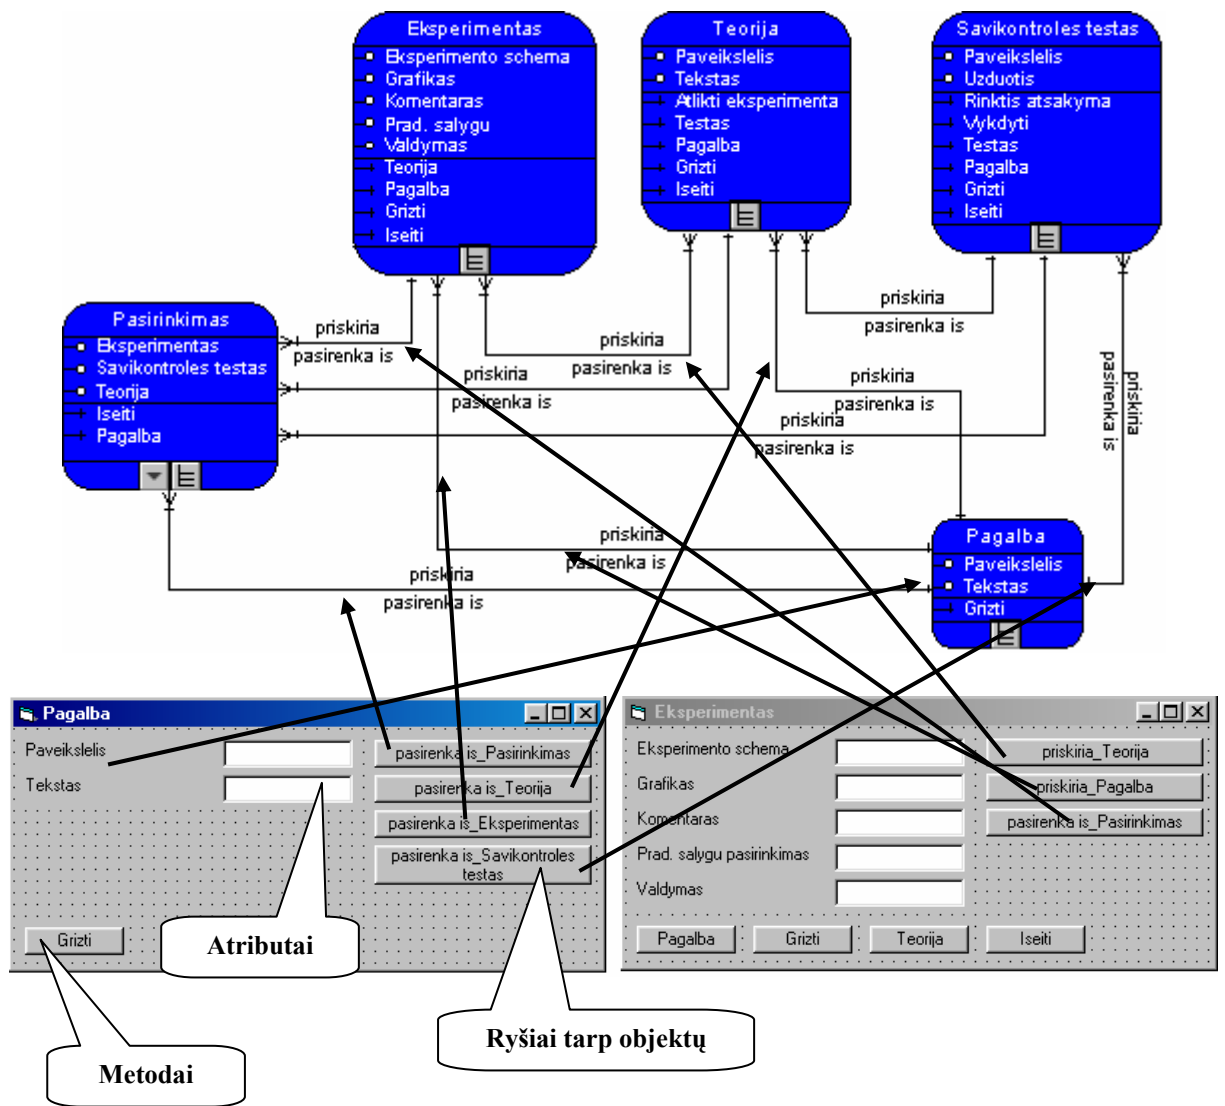 Eksperimentas
Eksperimento schema
Grafikas
Komentaras
Prad. salygu
Valdymas
Teorija
Pagalba
Grizti
Iseiti
Teorija
Paveikslelis
Tekstas
Atlikti eksperimenta
Testas
Pagalba
Grizti
Iseiti
Savikontroles testas
Paveikslelis
Uzduotis
Rinktis atsakyma
Vykdyti
Testas
Pagalba
Grizti
Iseiti
Pasirinkimas
Eksperimentas
Savikontroles testas
Teorija
Iseiti
Pagalba
priskiria
pasirenka is
priskiria
pasirenka is
priskiria
pasirenka is
priskiria
pasirenka is
priskiria
pasirenka is
priskiria
pasirenka is
priskiria
pasirenka is
priskiria
pasirenka is
priskiria
pasirenka is
Pagalba
Paveikslelis
Tekstas
Grizti
Pagalba
Paveikslelis
Tekstas
pasirenka is_Pasirinkimas
pasirenka is_Teorija
pasirenka is_Eksperimentas
pasirenka is_Savikontroles
testas
Grizti
Eksperimentas
Eksperimento schema
Grafikas
Komentaras
Prad. salygu pasirinkimas
Valdymas
priskiria_Teorija
priskiria_Pagalba
pasirenka is_Pasirinkimas
Pagalba
Grizti
Teorija
Iseiti
Atributai
Ryšiai tarp objektų
Metodai